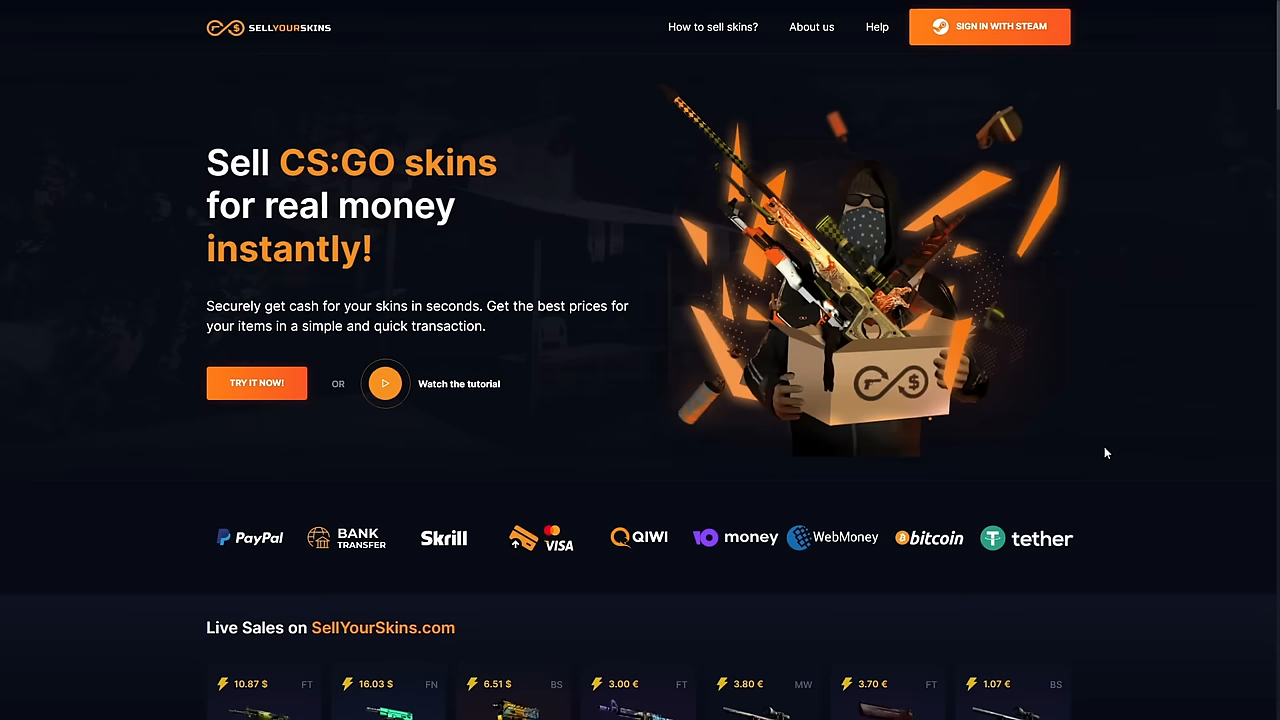 SELLYOURSKINS
How to sell skins?
About us
Help
SIGN IN WITH STEAM
Sell CS:GO skins
for real money
instantly!
Securely get cash for your skins in seconds. Get the best prices for
your items in a simple and quick transaction.
TRY IT NOW!
OR
Watch the tutorial
PayPal
BANK
TRANSFER
Skrill
VISA
QIWI
money
WebMoney
bitcoin
tether
Live Sales on SellYourSkins.com
10.87 $ FT
16.03 $ FN
6.51 $ BS
3.00 € FT
3.80 € MW
3.70 € FT
1.07 € BS